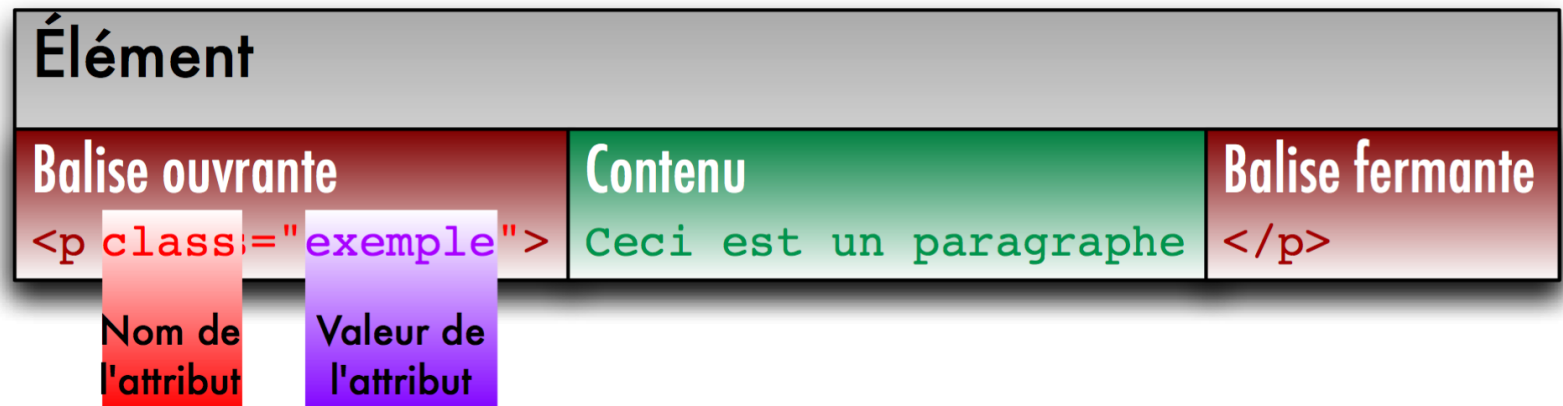 Élément
Balise ouvrante Contenu Balise fermante
<p class="exemple"> Ceci est un paragraphe </p>
Nom de Valeur de
l'attribut l'attribut